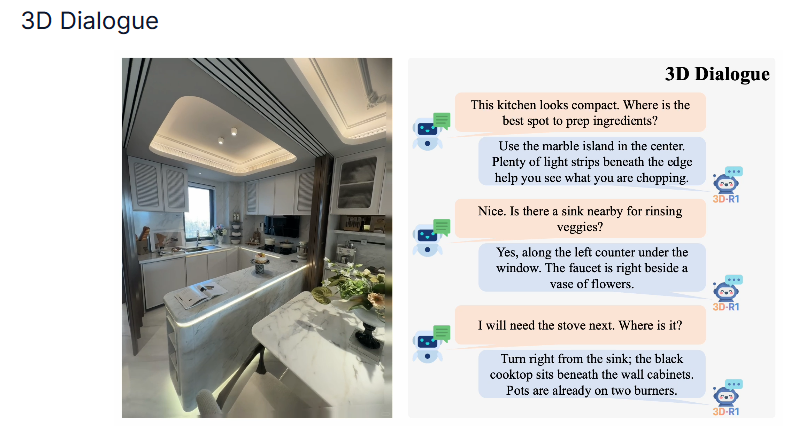 3D Dialogue
3D Dialogue
This kitchen looks compact. Where is the
best spot to prep ingredients?
Use the marble island in the center.
Plenty of light strips beneath the edge
help you see what you are chopping.
3D-R1
Nice. Is there a sink nearby for rinsing
veggies?
Yes, along the left counter under the
window. The faucet is right beside a
vase of flowers.
3D-R1
I will need the stove next. Where is it?
Turn right from the sink; the black
cooktop sits beneath the wall cabinets.
Pots are already on two burners.
3D-R1